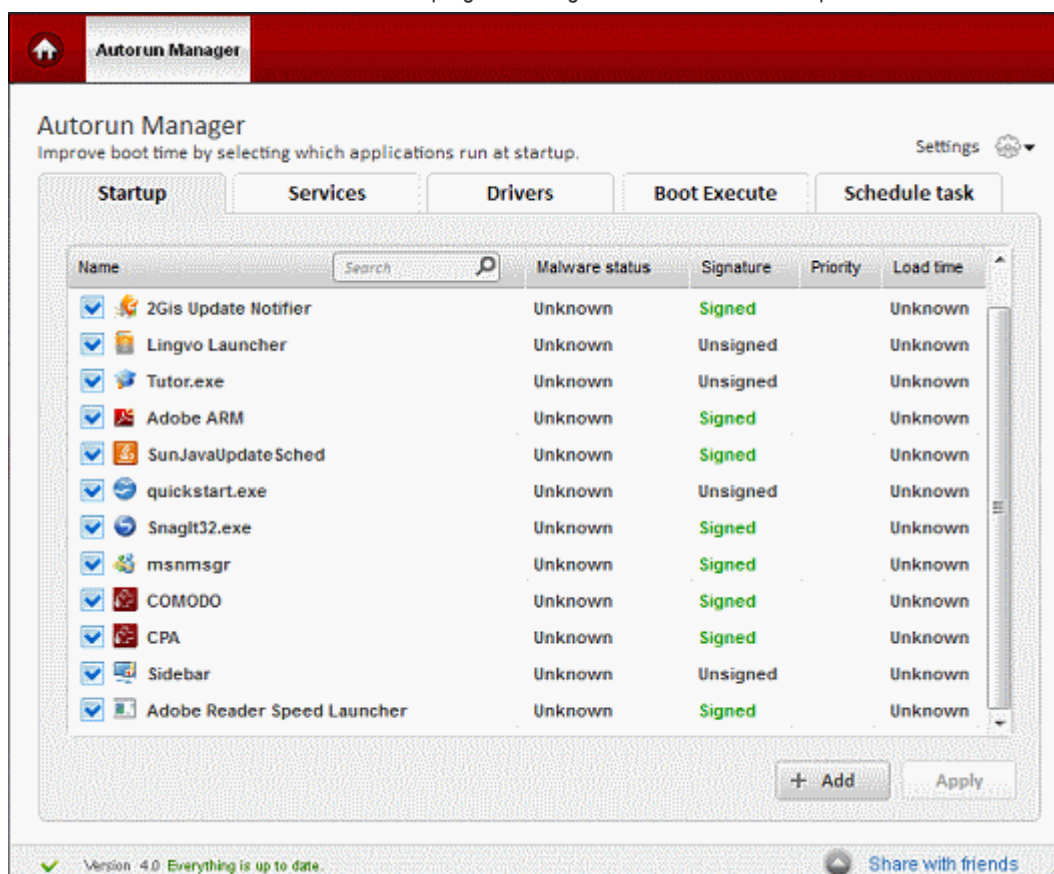 Autorun Manager
Autorun Manager
Improve boot time by selecting which applications run at startup.
Settings
Startup Services Drivers Boot Execute Schedule task
Name Search Malware status Signature Priority Load time
2Gis Update Notifier Unknown Signed Unknown
Lingvo Launcher Unknown Unsigned Unknown
Tutor.exe Unknown Unsigned Unknown
Adobe ARM Unknown Signed Unknown
SunJavaUpdateSched Unknown Signed Unknown
quickstart.exe Unknown Unsigned Unknown
SnagIt32.exe Unknown Signed Unknown
msnmsgr Unknown Signed Unknown
COMODO Unknown Signed Unknown
CPA Unknown Signed Unknown
Sidebar Unknown Unsigned Unknown
Adobe Reader Speed Launcher Unknown Signed Unknown
+ Add Apply
Version 4.0 Everything is up to date. Share with friends